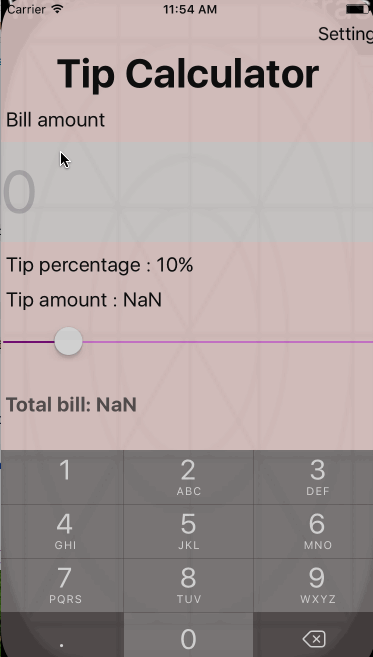 Carrier 11:54 AM
Setting
Tip Calculator
Bill amount
0
Tip percentage : 10%
Tip amount : NaN
Total bill: NaN
1 2 3
ABC DEF
4 5 6
GHI JKL MNO
7 8 9
PQRS TUV WXYZ
. 0